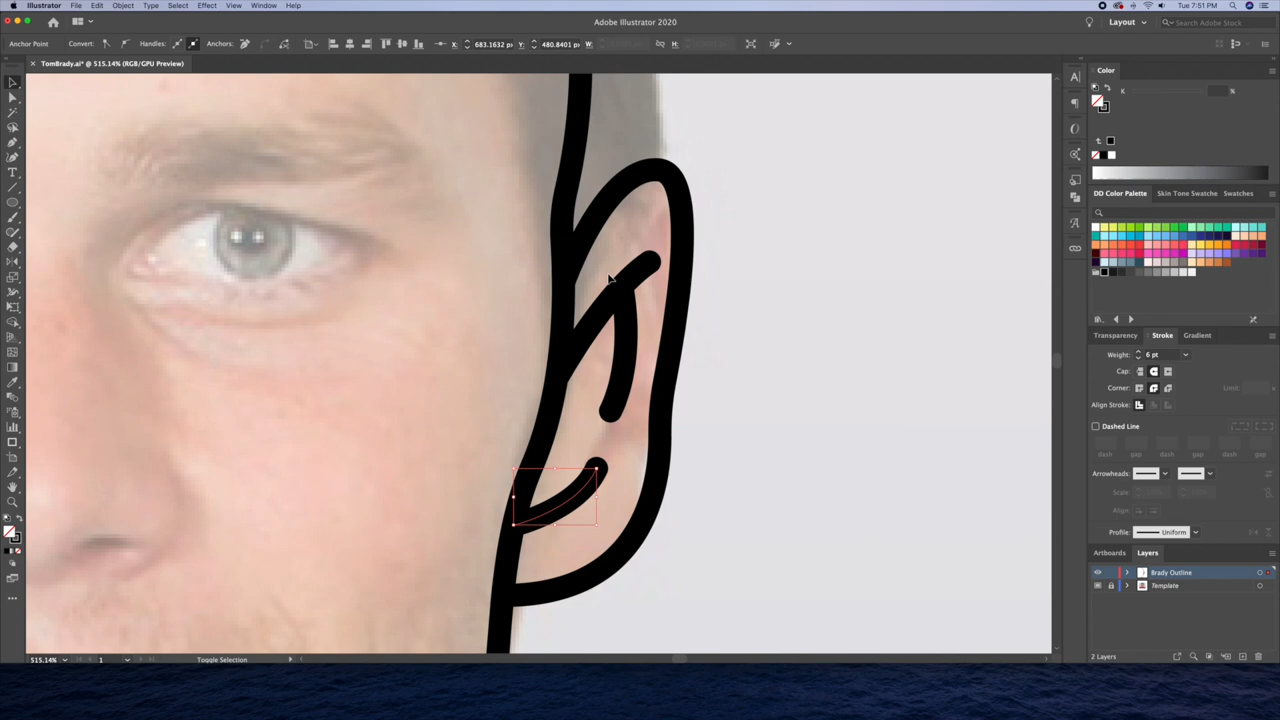 Illustrator File Edit Object Type Select Effect View Window Help Tue 7:51 PM
Adobe Illustrator 2020 Layout Search Adobe Stock
Anchor Point Convert: Handles: Anchors: X: 683.1632 px Y: 480.8401 px W: H:
TomBrady.ai* @ 515.14% (RGB/GPU Preview)
Color
K %
DD Color Palette Skin Tone Swatche Swatches
Transparency Stroke Gradient
Weight: 6 pt
Cap:
Corner: Limit:
Align Stroke:
Dashed Line
dash gap dash gap dash gap
Arrowheads:
Scale:
Align:
Profile: Uniform
Artboards Layers
Brady Outline
Template
515.14% 1 Toggle Selection 2 Layers